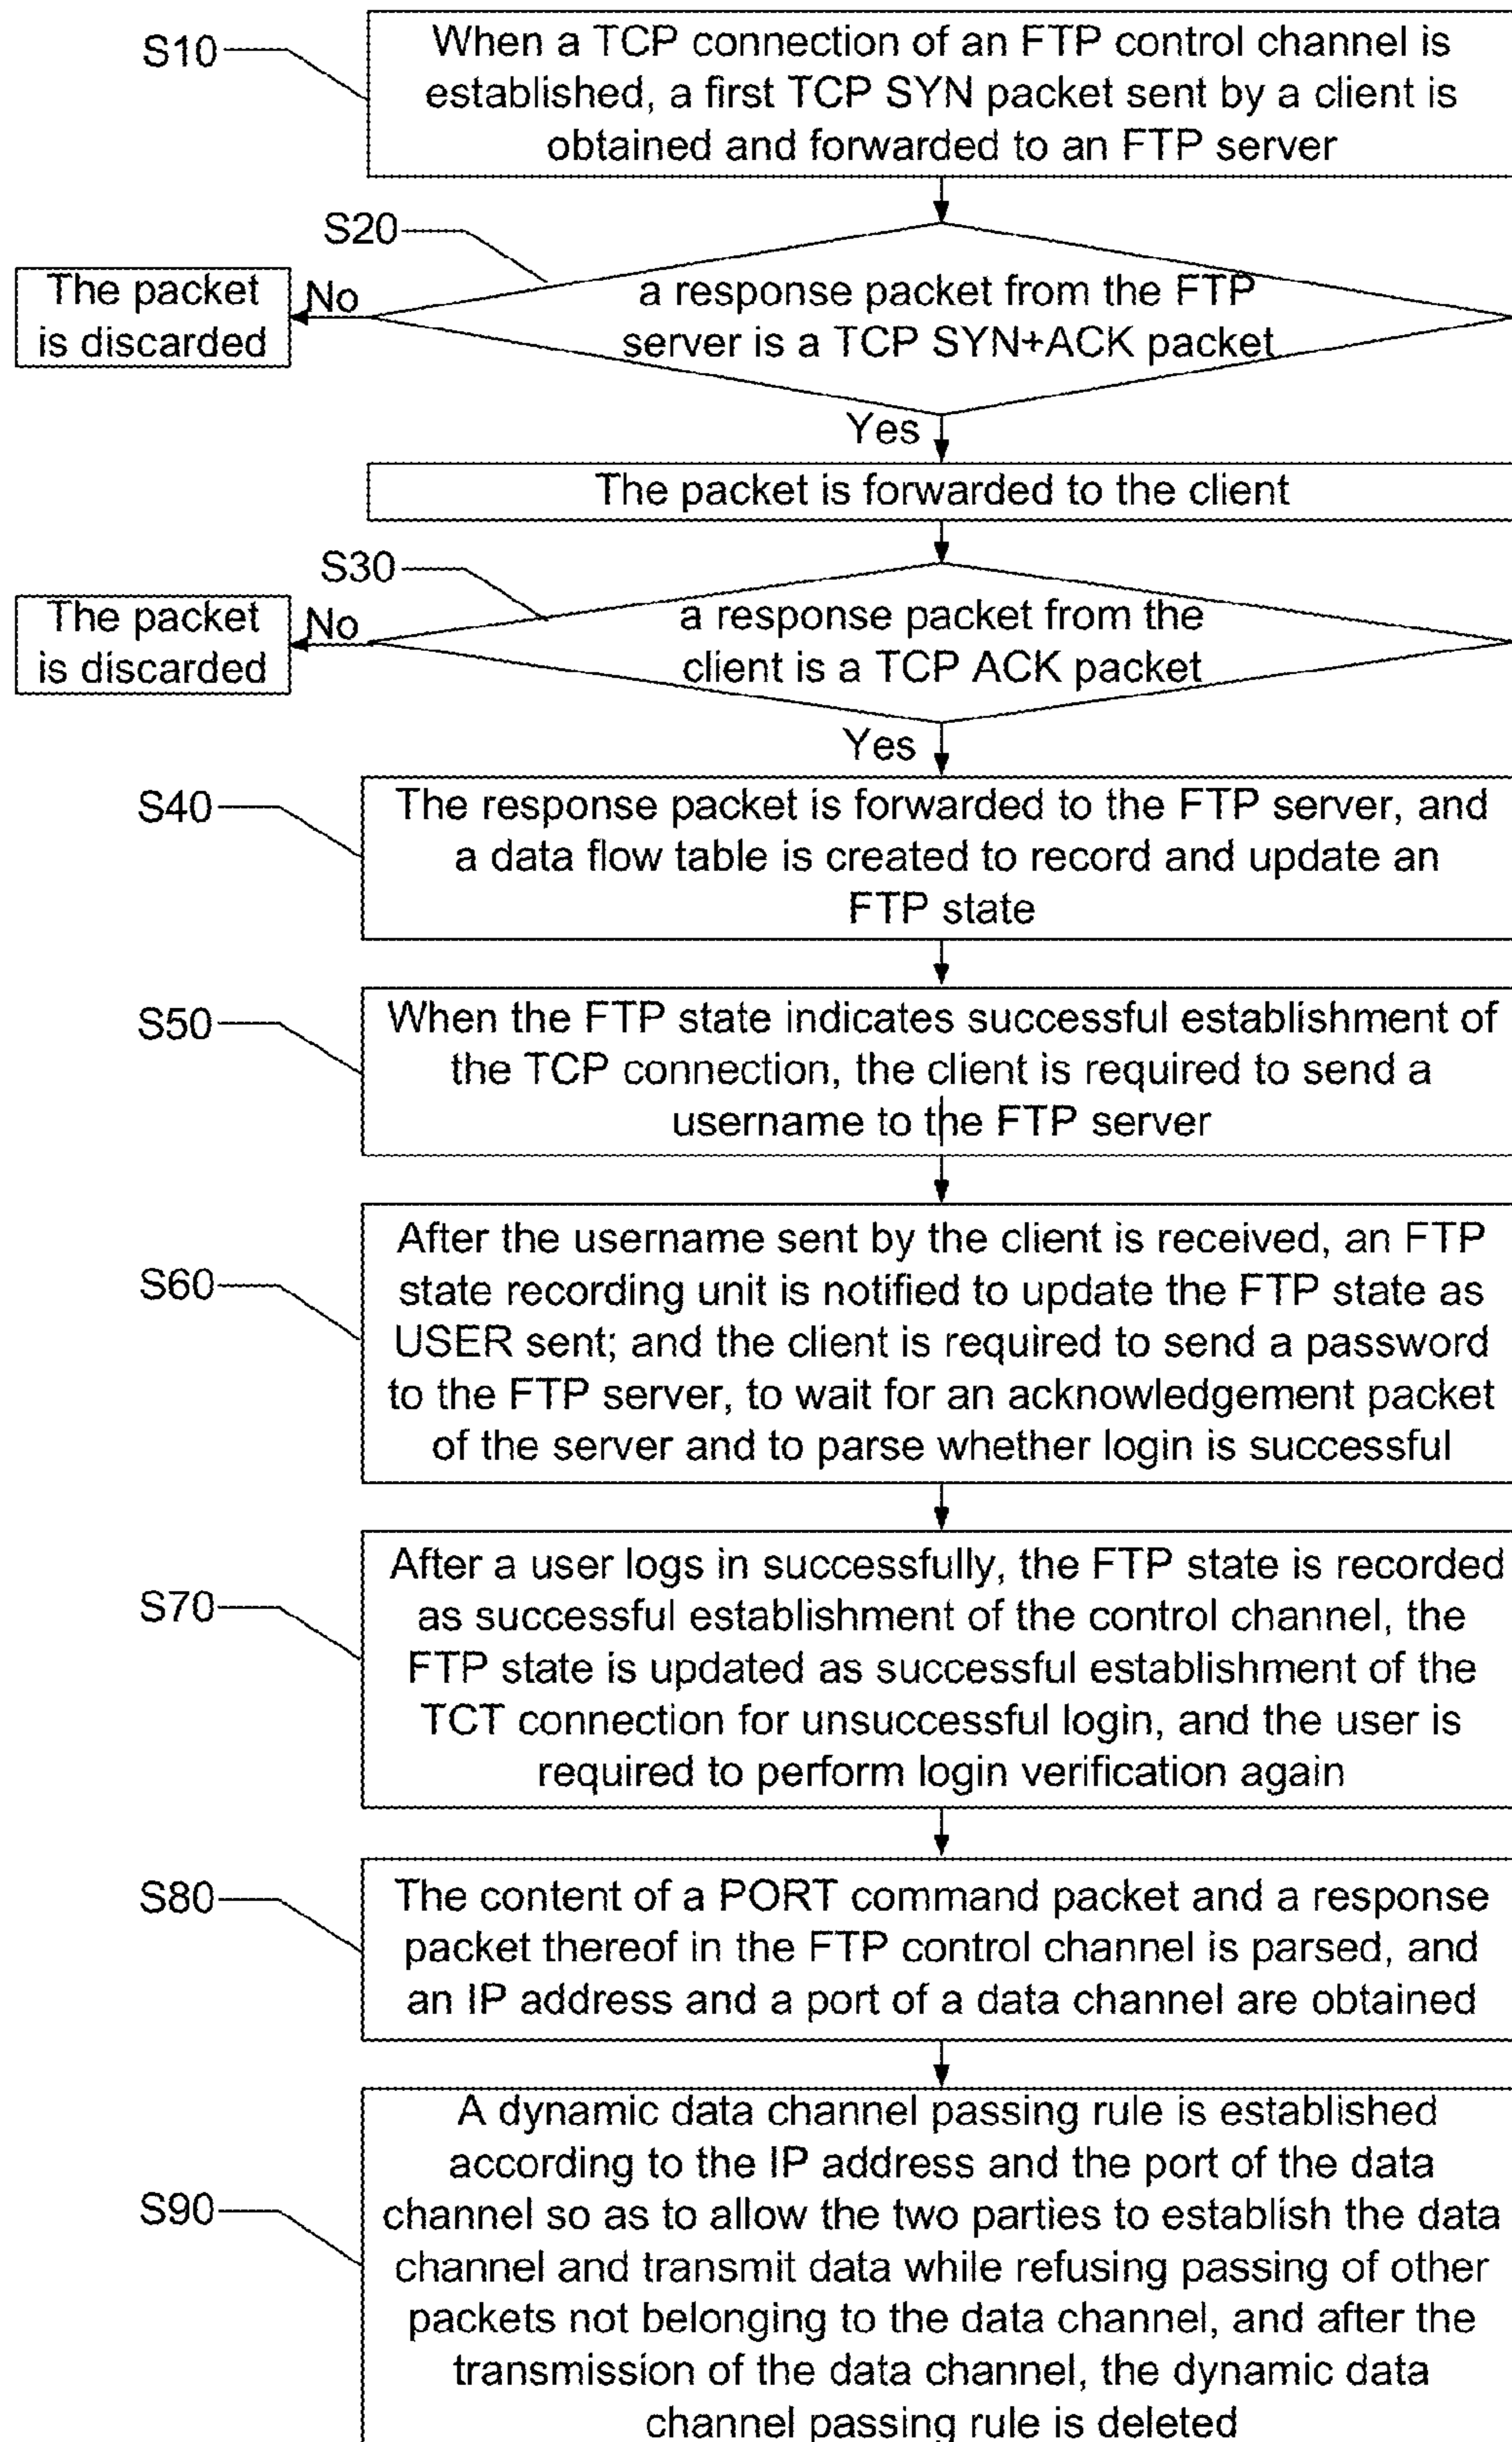 S10
When a TCP connection of an FTP control channel is
established, a first TCP SYN packet sent by a client is
obtained and forwarded to an FTP server
S20
The packet
is discarded
No
a response packet from the FTP
server is a TCP SYN+ACK packet
Yes
The packet is forwarded to the client
S30
The packet
is discarded
No
a response packet from the
client is a TCP ACK packet
Yes
S40
The response packet is forwarded to the FTP server, and
a data flow table is created to record and update an
FTP state
S50
When the FTP state indicates successful establishment of
the TCP connection, the client is required to send a
username to the FTP server
S60
After the username sent by the client is received, an FTP
state recording unit is notified to update the FTP state as
USER sent; and the client is required to send a password
to the FTP server, to wait for an acknowledgement packet
of the server and to parse whether login is successful
S70
After a user logs in successfully, the FTP state is recorded
as successful establishment of the control channel, the
FTP state is updated as successful establishment of the
TCT connection for unsuccessful login, and the user is
required to perform login verification again
S80
The content of a PORT command packet and a response
packet thereof in the FTP control channel is parsed, and
an IP address and a port of a data channel are obtained
S90
A dynamic data channel passing rule is established
according to the IP address and the port of the data
channel so as to allow the two parties to establish the data
channel and transmit data while refusing passing of other
packets not belonging to the data channel, and after the
transmission of the data channel, the dynamic data
channel passing rule is deleted